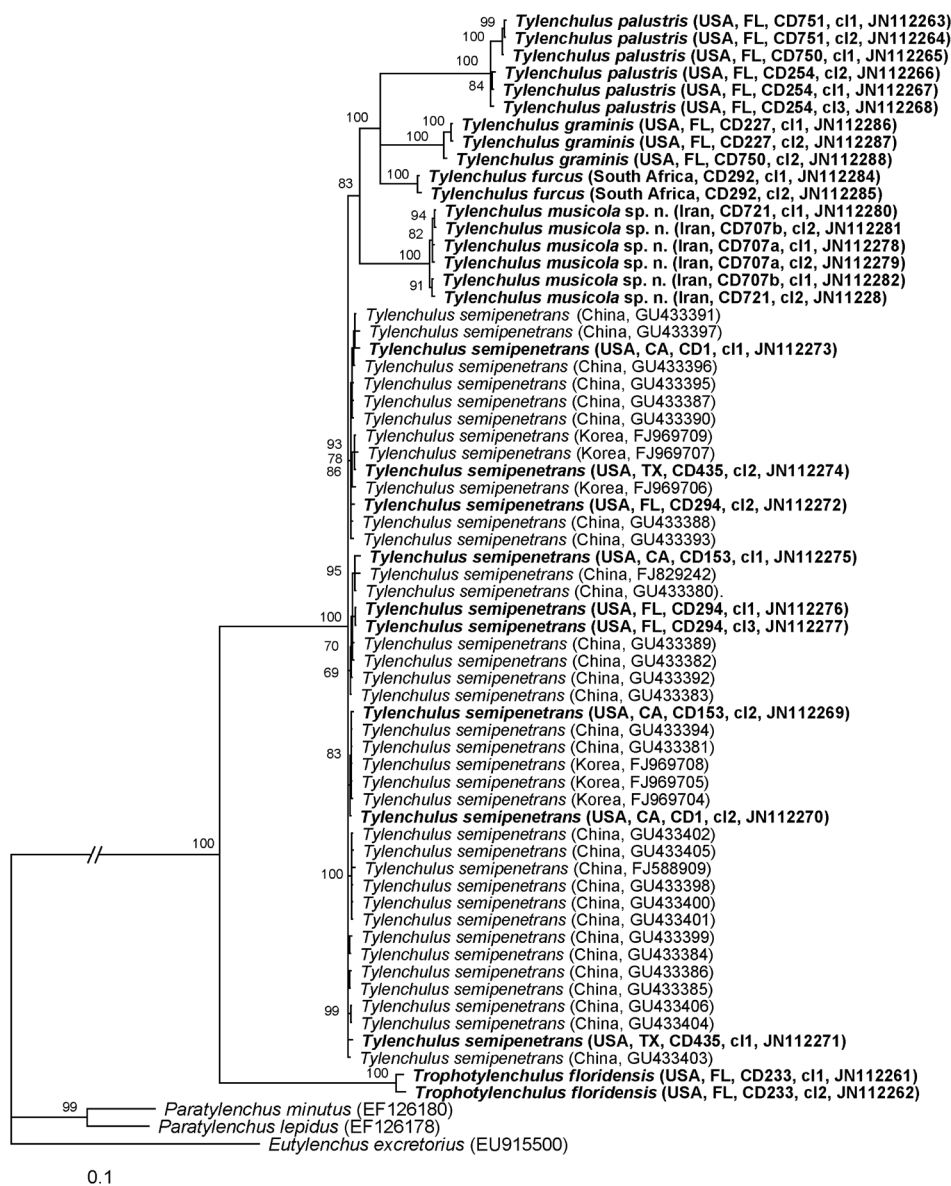 99 Tylenchulus palustris (USA, FL, CD751, cl1, JN112263)
100 Tylenchulus palustris (USA, FL, CD751, cl2, JN112264)
Tylenchulus palustris (USA, FL, CD750, cl1, JN112265)
100 Tylenchulus palustris (USA, FL, CD254, cl2, JN112266)
84 Tylenchulus palustris (USA, FL, CD254, cl1, JN112267)
Tylenchulus palustris (USA, FL, CD254, cl3, JN112268)
100 100 Tylenchulus graminis (USA, FL, CD227, cl1, JN112286)
100 Tylenchulus graminis (USA, FL, CD227, cl2, JN112287)
Tylenchulus graminis (USA, FL, CD750, cl2, JN112288)
83 100 Tylenchulus furcus (South Africa, CD292, cl1, JN112284)
Tylenchulus furcus (South Africa, CD292, cl2, JN112285)
94 Tylenchulus musicola sp. n. (Iran, CD721, cl1, JN112280)
82 Tylenchulus musicola sp. n. (Iran, CD707b, cl2, JN112281
Tylenchulus musicola sp. n. (Iran, CD707a, cl1, JN112278)
100 Tylenchulus musicola sp. n. (Iran, CD707a, cl2, JN112279)
91 Tylenchulus musicola sp. n. (Iran, CD707b, cl1, JN112282)
Tylenchulus musicola sp. n. (Iran, CD721, cl2, JN11228)
Tylenchulus semipenetrans (China, GU433391)
Tylenchulus semipenetrans (China, GU433397)
Tylenchulus semipenetrans (USA, CA, CD1, cl1, JN112273)
Tylenchulus semipenetrans (China, GU433396)
Tylenchulus semipenetrans (China, GU433395)
Tylenchulus semipenetrans (China, GU433387)
Tylenchulus semipenetrans (China, GU433390)
93 Tylenchulus semipenetrans (Korea, FJ969709)
78 Tylenchulus semipenetrans (Korea, FJ969707)
86 Tylenchulus semipenetrans (USA, TX, CD435, cl2, JN112274)
Tylenchulus semipenetrans (Korea, FJ969706)
Tylenchulus semipenetrans (USA, FL, CD294, cl2, JN112272)
Tylenchulus semipenetrans (China, GU433388)
Tylenchulus semipenetrans (China, GU433393)
Tylenchulus semipenetrans (USA, CA, CD153, cl1, JN112275)
95 Tylenchulus semipenetrans (China, FJ829242)
Tylenchulus semipenetrans (China, GU433380).
100 Tylenchulus semipenetrans (USA, FL, CD294, cl1, JN112276)
Tylenchulus semipenetrans (USA, FL, CD294, cl3, JN112277)
70 Tylenchulus semipenetrans (China, GU433389)
Tylenchulus semipenetrans (China, GU433382)
69 Tylenchulus semipenetrans (China, GU433392)
Tylenchulus semipenetrans (China, GU433383)
Tylenchulus semipenetrans (USA, CA, CD153, cl2, JN112269)
Tylenchulus semipenetrans (China, GU433394)
83 Tylenchulus semipenetrans (China, GU433381)
Tylenchulus semipenetrans (Korea, FJ969708)
Tylenchulus semipenetrans (Korea, FJ969705)
Tylenchulus semipenetrans (Korea, FJ969704)
Tylenchulus semipenetrans (USA, CA, CD1, cl2, JN112270)
100 Tylenchulus semipenetrans (China, GU433402)
Tylenchulus semipenetrans (China, GU433405)
100 Tylenchulus semipenetrans (China, FJ588909)
Tylenchulus semipenetrans (China, GU433398)
Tylenchulus semipenetrans (China, GU433400)
Tylenchulus semipenetrans (China, GU433401)
Tylenchulus semipenetrans (China, GU433399)
Tylenchulus semipenetrans (China, GU433384)
Tylenchulus semipenetrans (China, GU433386)
Tylenchulus semipenetrans (China, GU433385)
99 Tylenchulus semipenetrans (China, GU433406)
Tylenchulus semipenetrans (China, GU433404)
Tylenchulus semipenetrans (USA, TX, CD435, cl1, JN112271)
Tylenchulus semipenetrans (China, GU433403)
100 Trophotylenchulus floridensis (USA, FL, CD233, cl1, JN112261)
Trophotylenchulus floridensis (USA, FL, CD233, cl2, JN112262)
99 Paratylenchus minutus (EF126180)
Paratylenchus lepidus (EF126178)
Eutylenchus excretorius (EU915500)
0.1